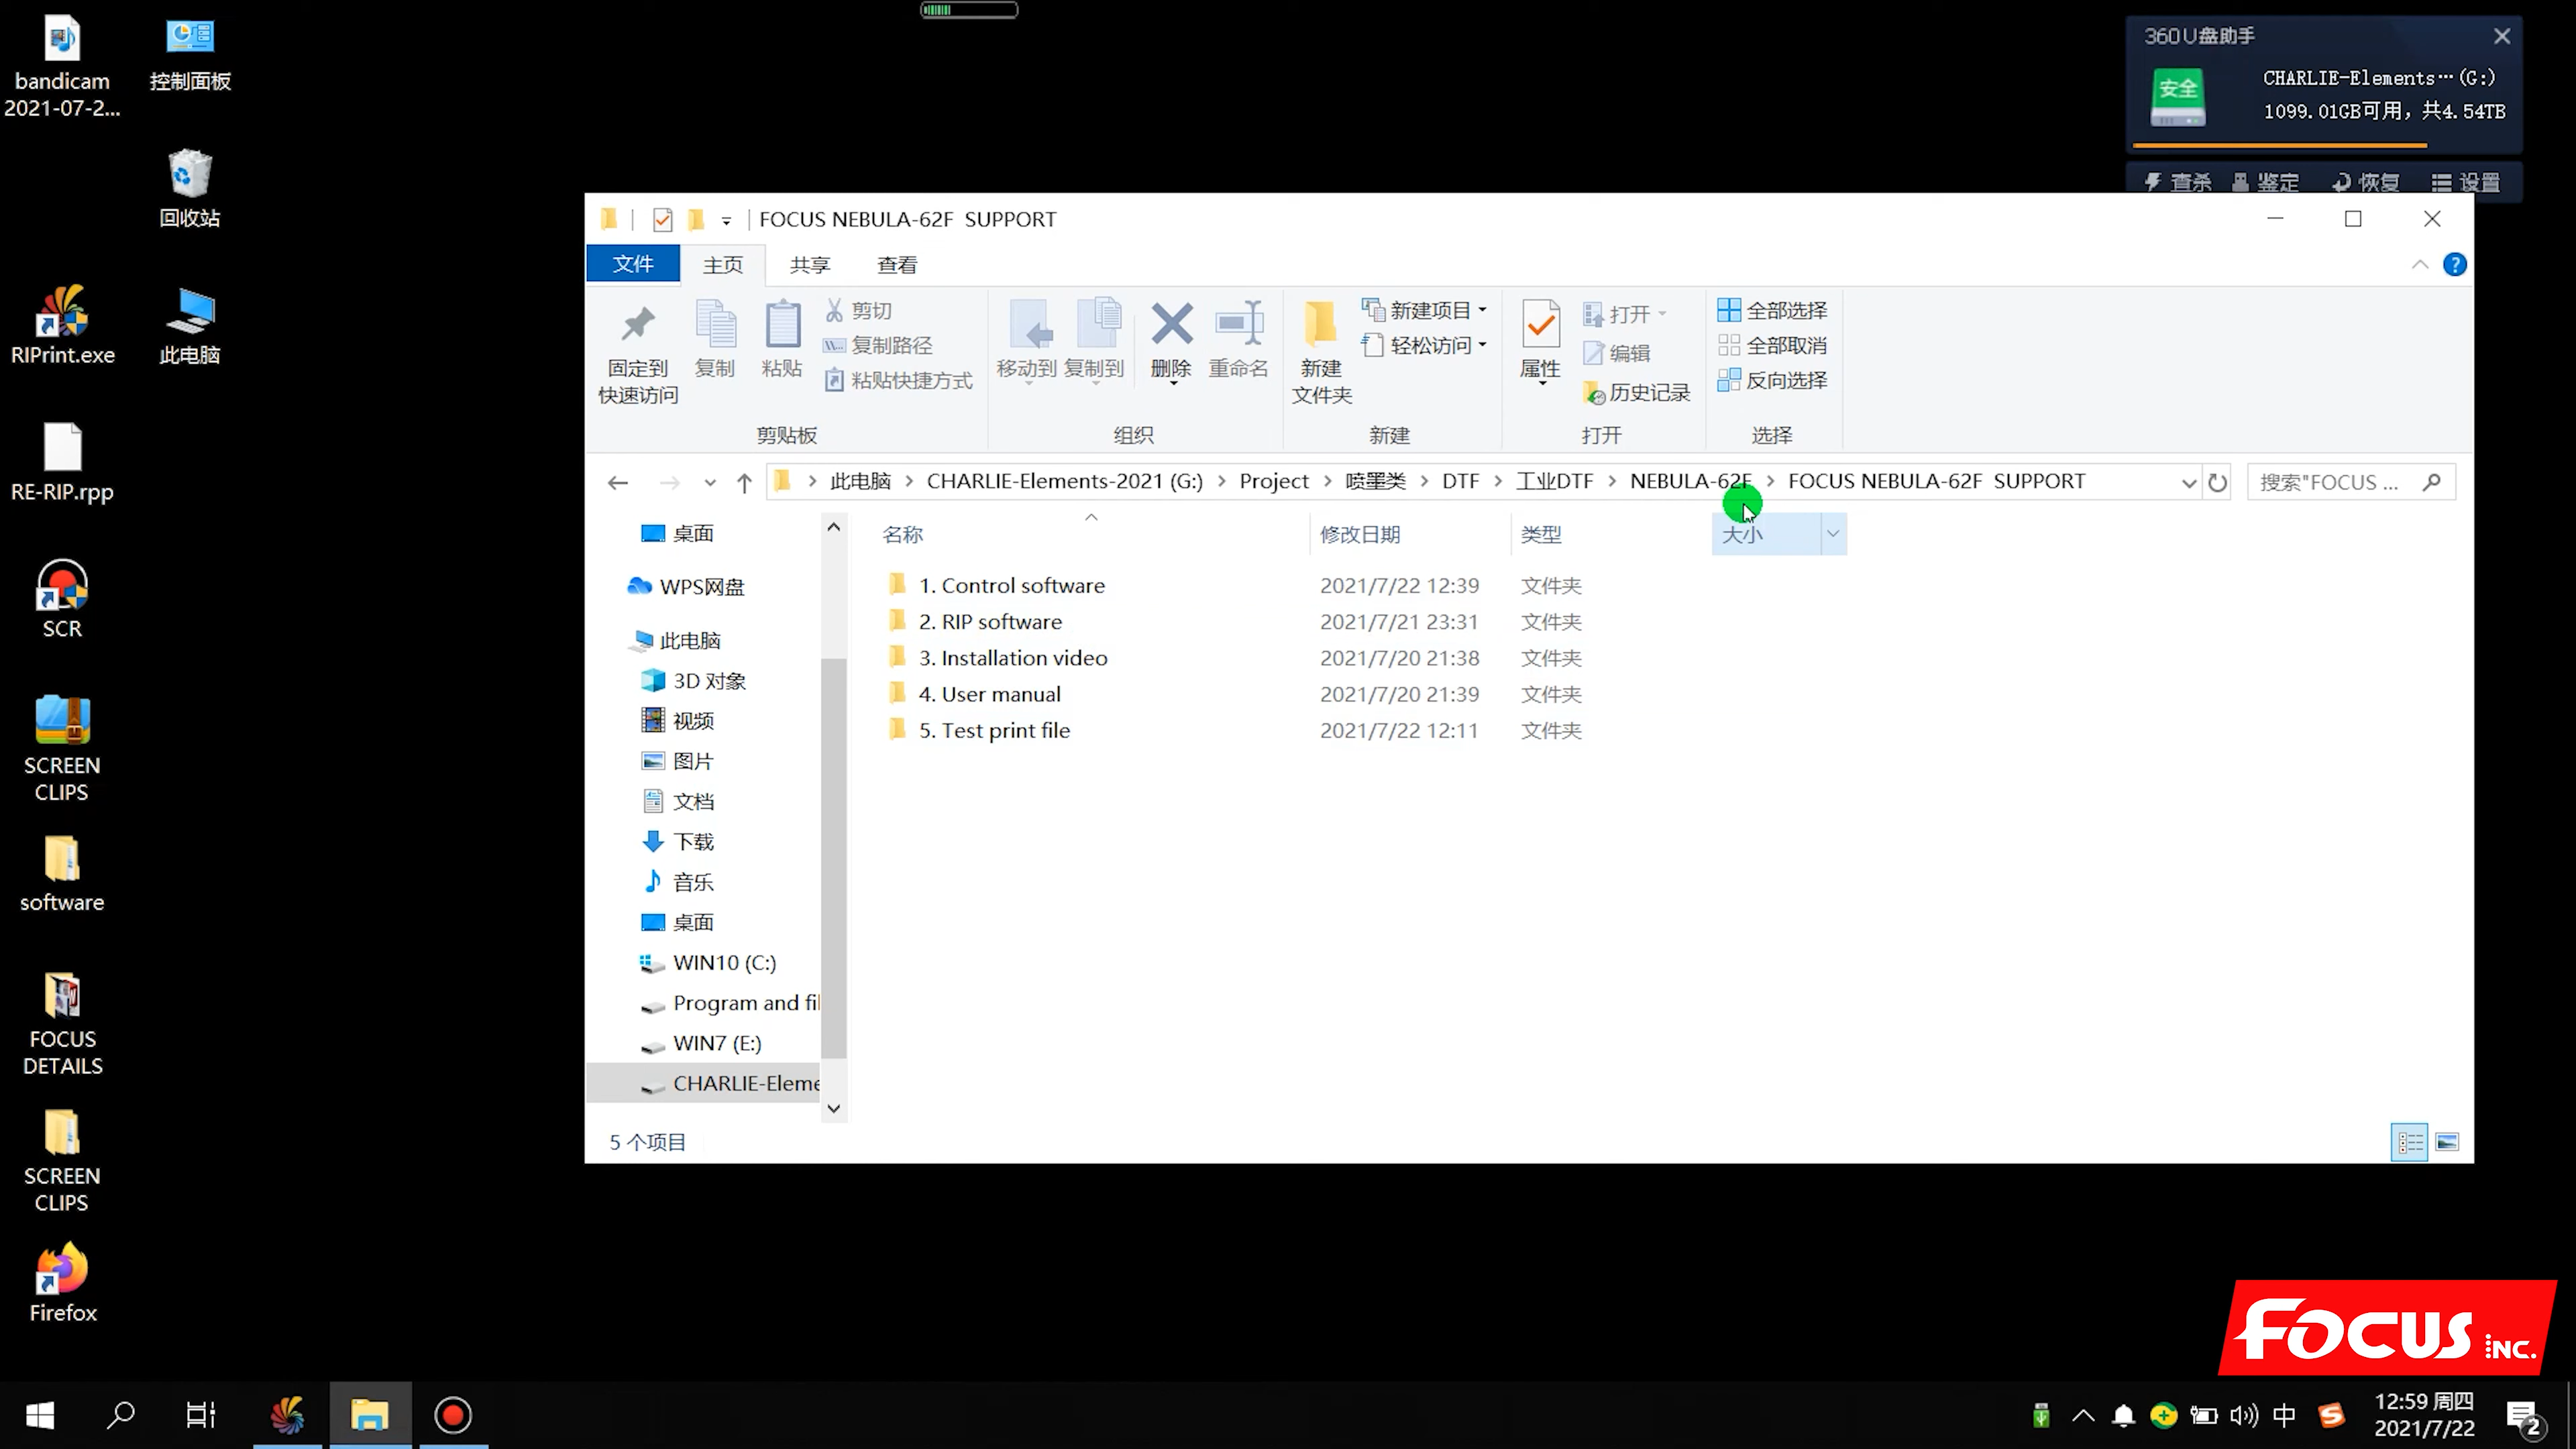 bandicam
2021-07-2...
控制面板
回收站
RIPrint.exe
此电脑
RE-RIP.rpp
SCR
SCREEN
CLIPS
software
FOCUS
DETAILS
SCREEN
CLIPS
Firefox
360U盘助手
安全
CHARLIE-Elements…(G:)
1099.01GB可用，共4.54TB
查杀 鉴定 恢复 设置
FOCUS NEBULA-62F  SUPPORT
文件 主页 共享 查看
固定到
快速访问
复制
粘贴
剪切
复制路径
粘贴快捷方式
剪贴板
移动到 复制到 删除 重命名
组织
新建
文件夹
新建项目
轻松访问
新建
属性
打开
编辑
历史记录
打开
全部选择
全部取消
反向选择
选择
此电脑 > CHARLIE-Elements-2021 (G:) > Project > 喷墨类 > DTF > 工业DTF > NEBULA-62F > FOCUS NEBULA-62F  SUPPORT
搜索"FOCUS ...
桌面
WPS网盘
此电脑
3D 对象
视频
图片
文档
下载
音乐
桌面
WIN10 (C:)
Program and fil
WIN7 (E:)
CHARLIE-Eleme
名称 修改日期 类型 大小
1. Control software 2021/7/22 12:39 文件夹
2. RIP software 2021/7/21 23:31 文件夹
3. Installation video 2021/7/20 21:38 文件夹
4. User manual 2021/7/20 21:39 文件夹
5. Test print file 2021/7/22 12:11 文件夹
5 个项目
FOCUS INC.
中
12:59 周四
2021/7/22
2